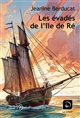 Jeanine Berducat
Les évadés
de l'île de Ré